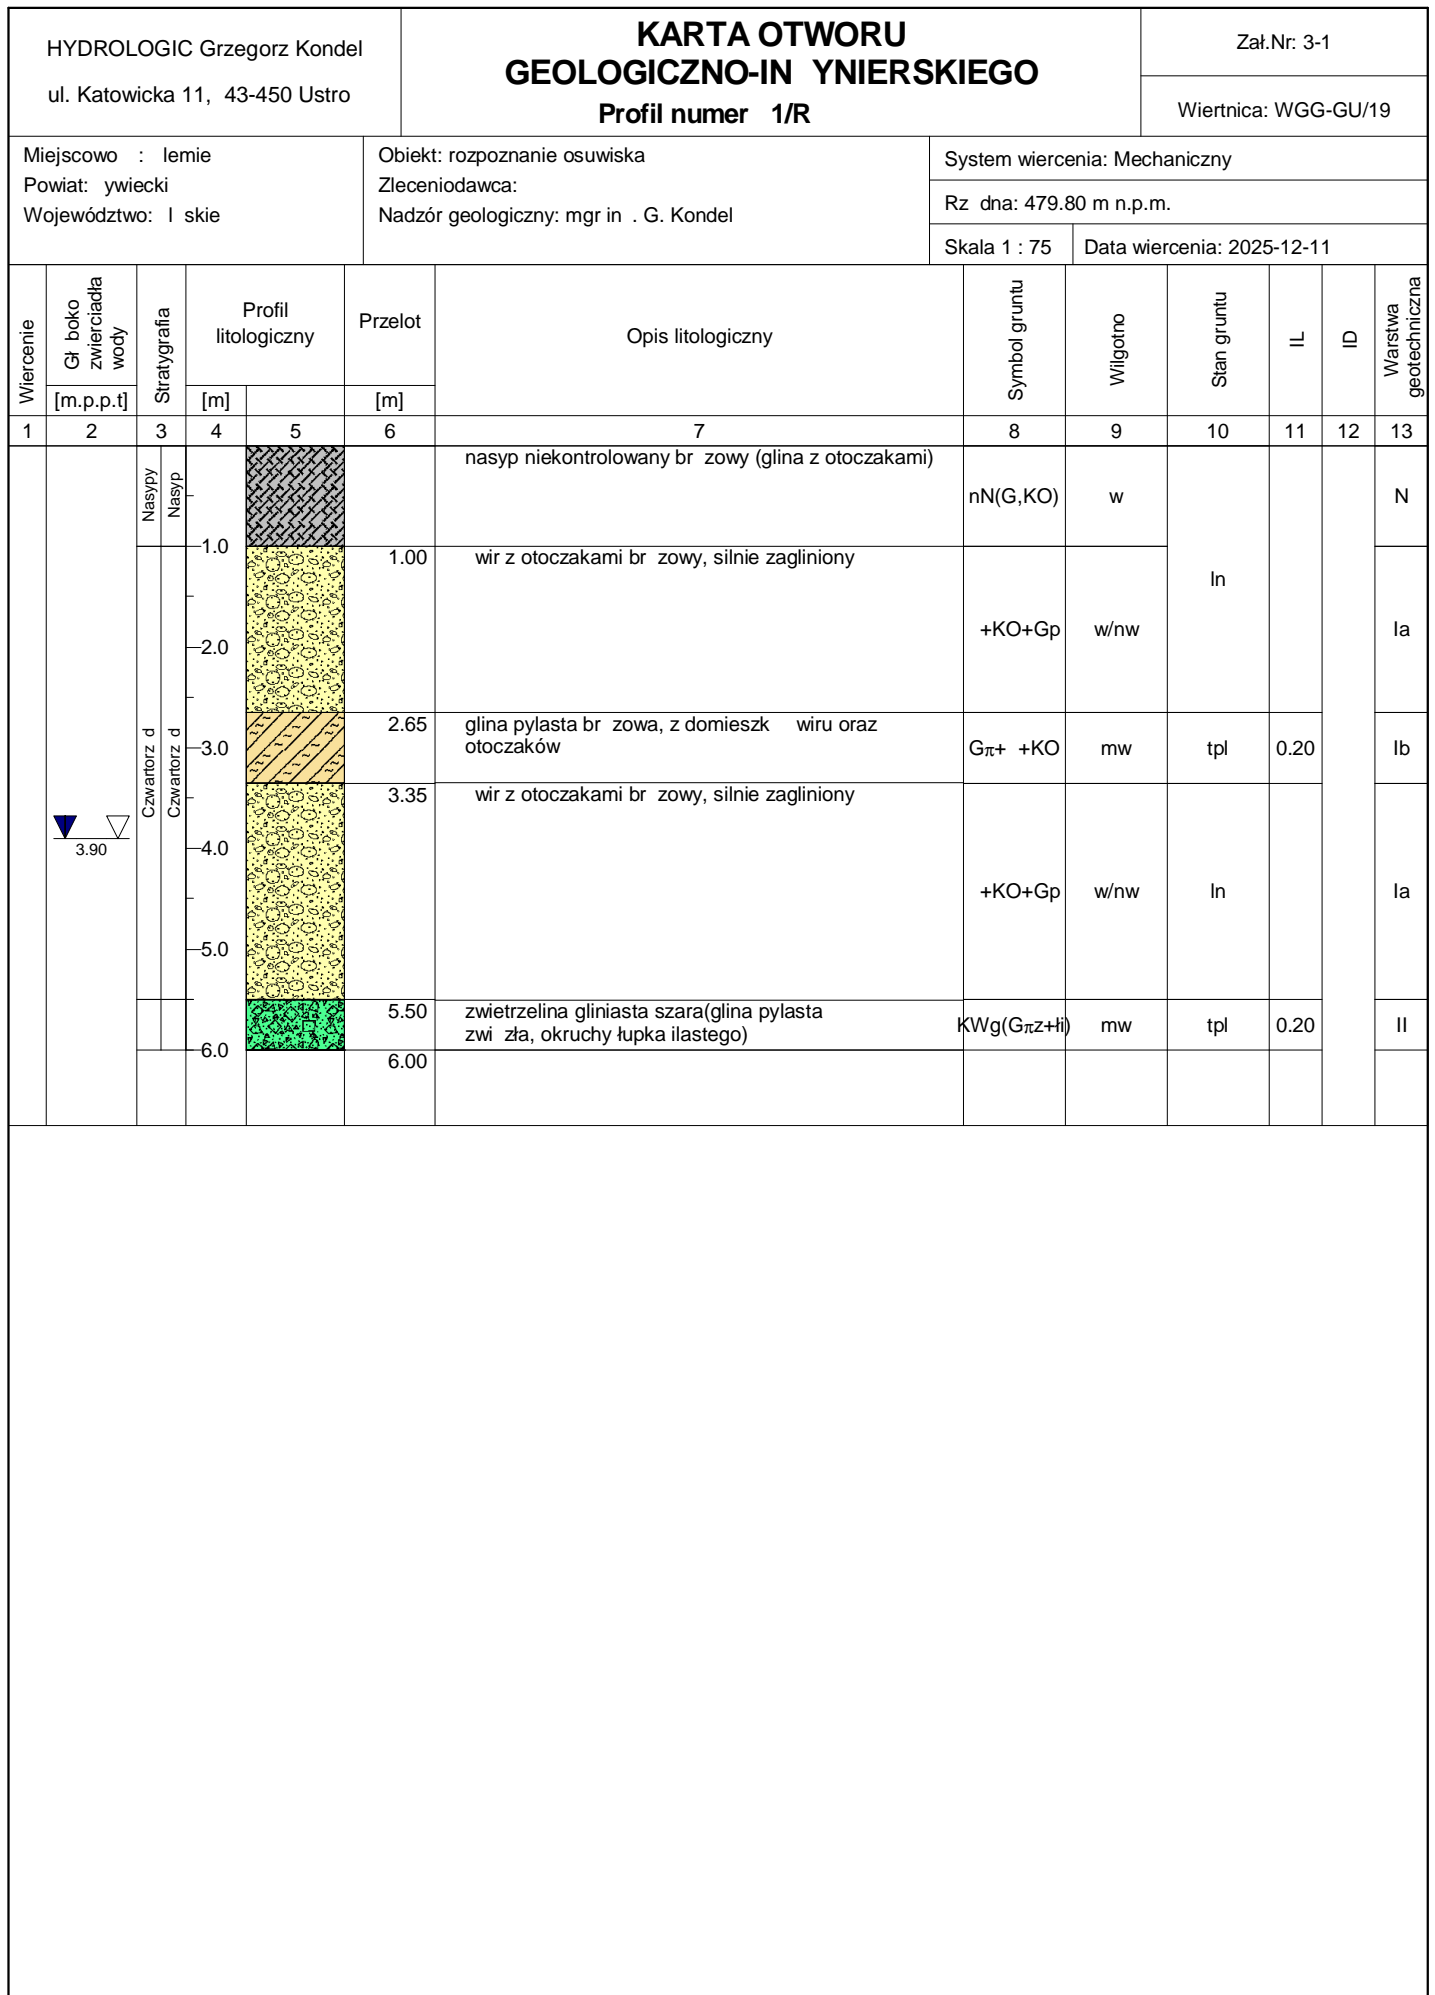 HYDROLOGIC Grzegorz Kondel
ul. Katowicka 11, 43-450 Ustro
KARTA OTWORU
GEOLOGICZNO-IN YNIERSKIEGO
Profil numer 1/R
Zał.Nr: 3-1
Wiertnica: WGG-GU/19
Miejscowo : lemie
Powiat: ywiecki
Województwo: l skie
Obiekt: rozpoznanie osuwiska
Zleceniodawca:
Nadzór geologiczny: mgr in . G. Kondel
System wiercenia: Mechaniczny
Rz dna: 479.80 m n.p.m.
Skala 1 : 75
Data wiercenia: 2025-12-11
Wiercenie
Gł boko
zwierciadła
wody
[m.p.p.t]
Stratygrafia
Profil
litologiczny
[m]
Przelot
[m]
Opis litologiczny
Symbol gruntu
Wilgotno
Stan gruntu
IL
ID
Warstwa
geotechniczna
1 2 3 4 5 6 7 8 9 10 11 12 13
Nasypy
Nasyp
nasyp niekontrolowany br zowy (glina z otoczakami)
nN(G,KO) w N
1.0
1.00 wir z otoczakami br zowy, silnie zagliniony
ln
+KO+Gp w/nw Ia
2.0
2.65 glina pylasta br zowa, z domieszk wiru oraz
otoczaków
3.0
Gπ+ +KO mw tpl 0.20 Ib
Czwartorz d
Czwartorz d
3.35 wir z otoczakami br zowy, silnie zagliniony
3.90
4.0
+KO+Gp w/nw ln Ia
5.0
5.50 zwietrzelina gliniasta szara(glina pylasta
zwi zła, okruchy łupka ilastego)
KWg(Gπz+łi) mw tpl 0.20 II
6.0
6.00